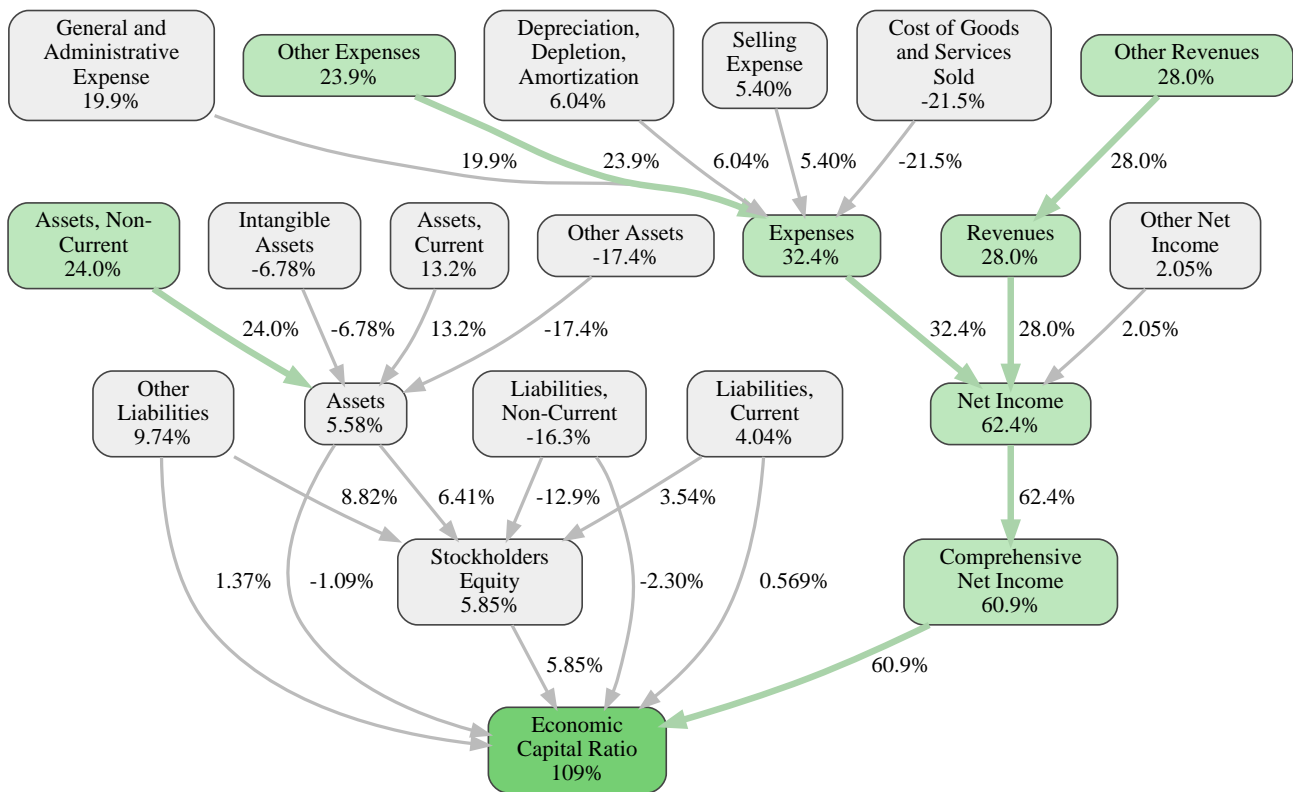 General and
Administrative
Expense
19.9%
Other Expenses
23.9%
Depreciation,
Depletion,
Amortization
6.04%
Selling
Expense
5.40%
Cost of Goods
and Services
Sold
-21.5%
Other Revenues
28.0%
19.9%
23.9%
6.04%
5.40%
-21.5%
28.0%
Assets, Non-
Current
24.0%
Intangible
Assets
-6.78%
Assets,
Current
13.2%
Other Assets
-17.4%
Expenses
32.4%
Revenues
28.0%
Other Net
Income
2.05%
24.0%
-6.78%
13.2%
-17.4%
32.4%
28.0%
2.05%
Other
Liabilities
9.74%
Assets
5.58%
Liabilities,
Non-Current
-16.3%
Liabilities,
Current
4.04%
Net Income
62.4%
8.82%
6.41%
-12.9%
3.54%
62.4%
Stockholders
Equity
5.85%
Comprehensive
Net Income
60.9%
1.37%
-1.09%
-2.30%
0.569%
5.85%
60.9%
Economic
Capital Ratio
109%